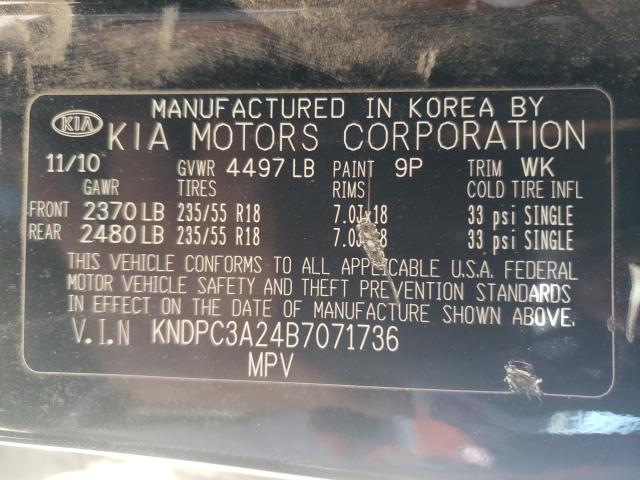 MANUFACTURED IN KOREA BY
KIA KIA MOTORS CORPORATION
11/10 GVWR 4497 LB PAINT 9P TRIM WK
GAWR TIRES RIMS COLD TIRE INFL
FRONT 2370 LB 235/55 R18 7.0Jx18 33 psi SINGLE
REAR 2480 LB 235/55 R18 33 psi SINGLE
THIS VEHICLE CONFORMS TO ALL APPLICABLE U.S.A. FEDERAL
MOTOR VEHICLE SAFETY AND THEFT PREVENTION STANDARDS
IN EFFECT ON THE DATE OF MANUFACTURE SHOWN ABOVE.
V.I.N KNDPC3A24B7071736
MPV